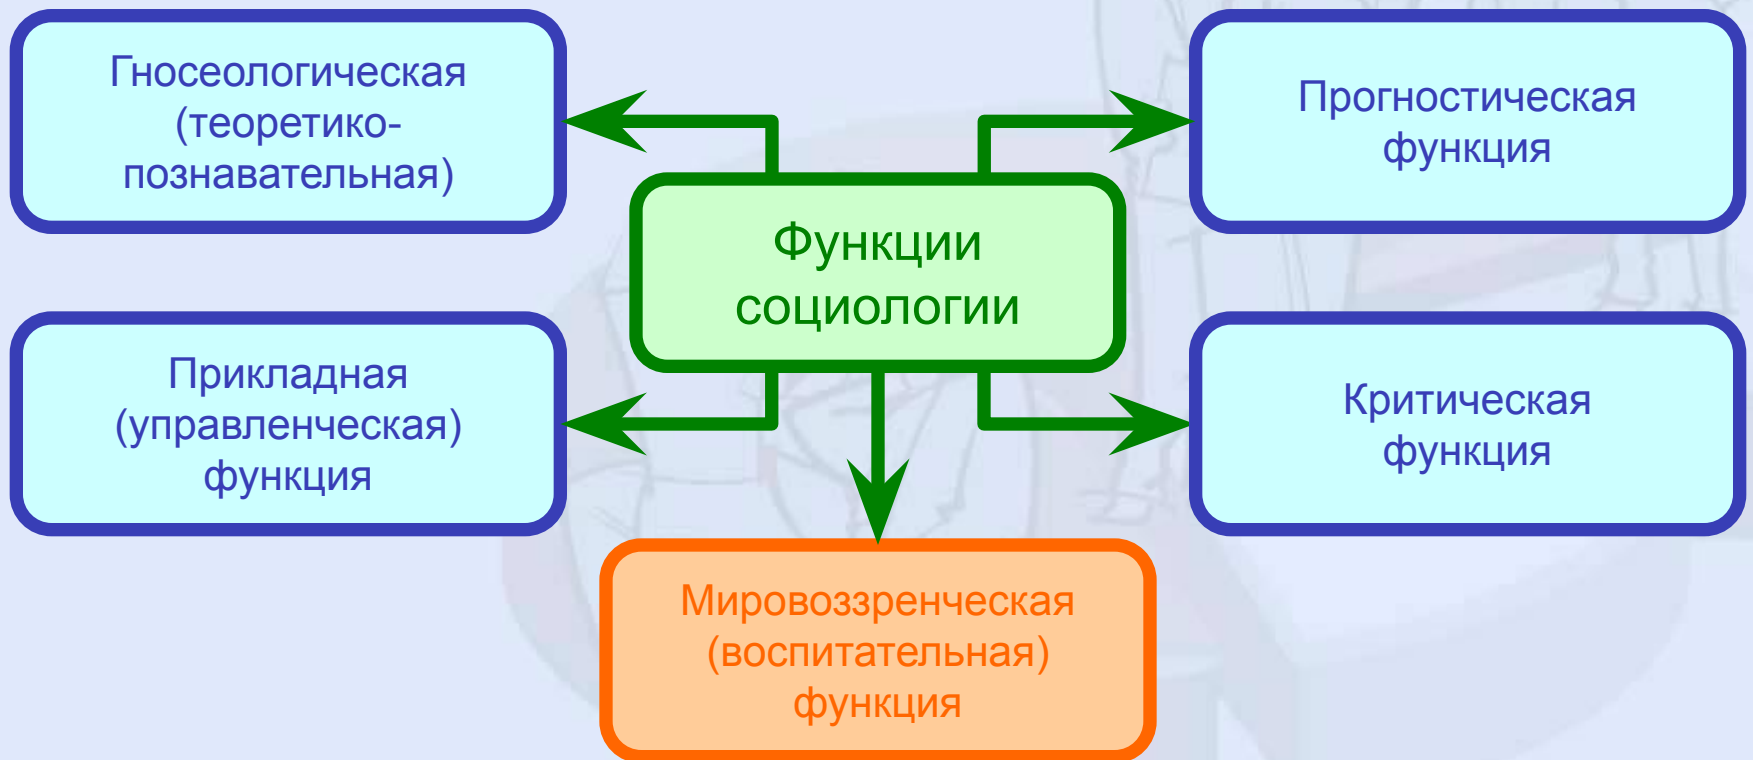 Гносеологическая
(теоретико-
познавательная)
Прогностическая
функция
Функции
социологии
Прикладная
(управленческая)
функция
Критическая
функция
Мировоззренческая
(воспитательная)
функция